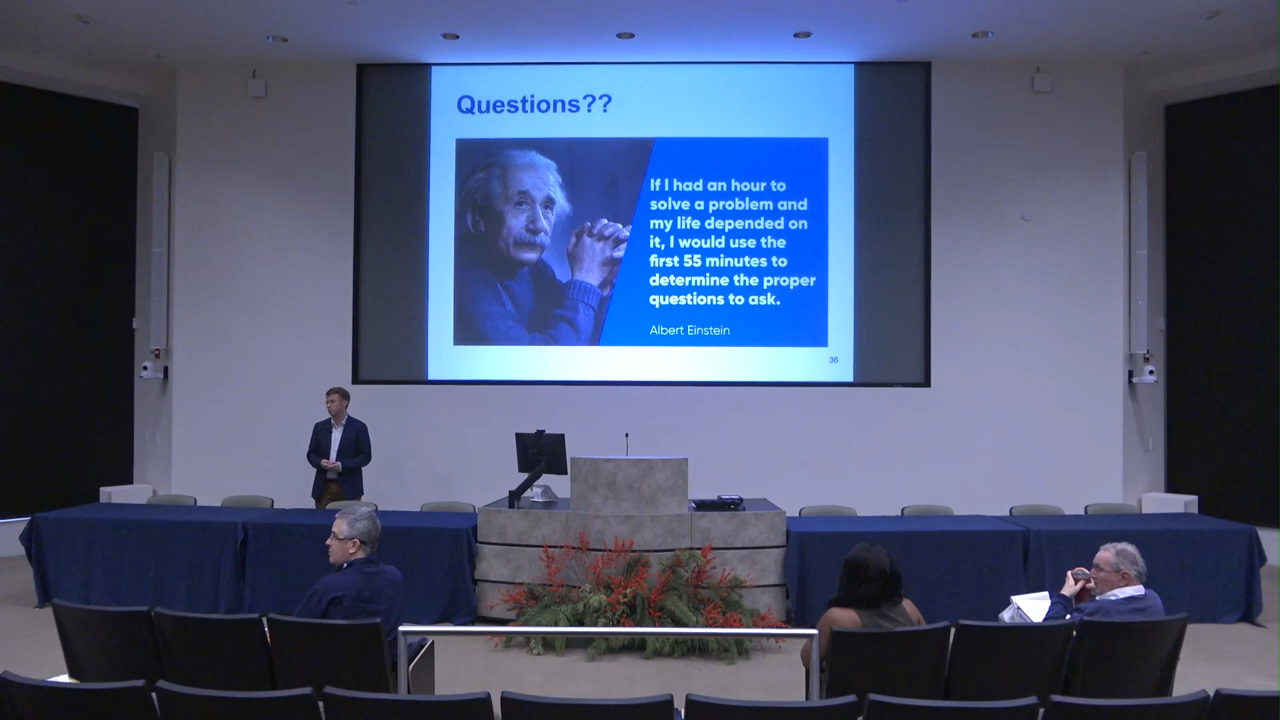 Questions??
If I had an hour to
solve a problem and
my life depended on
it, I would use the
first 55 minutes to
determine the proper
questions to ask.
Albert Einstein
36